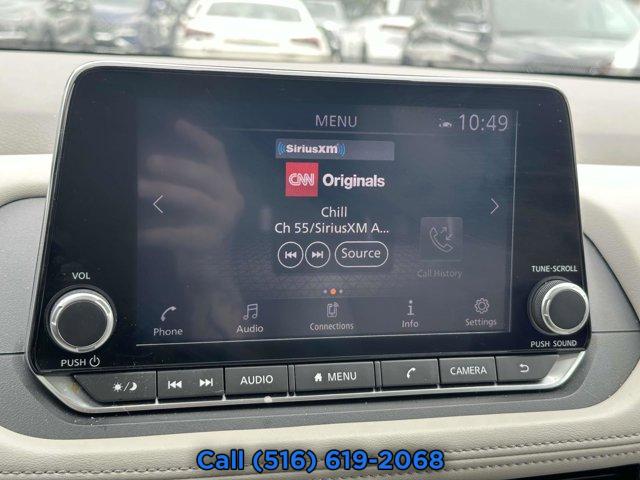 MENU
10:49
SiriusXM
CNN Originals
Chill
Ch 55/SiriusXM A...
Source
Call History
Phone
Audio
Connections
Info
Settings
VOL
PUSH
TUNE-SCROLL
PUSH SOUND
AUDIO
MENU
CAMERA
Call (516) 619-2068